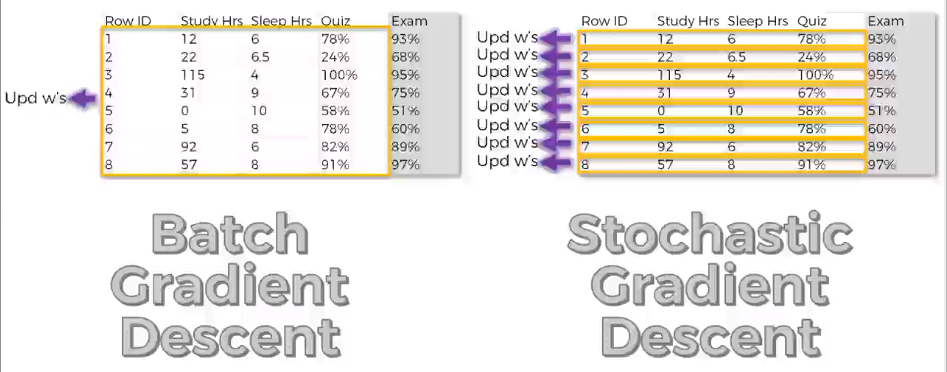 Row ID Study Hrs Sleep Hrs Quiz Exam
1 12 6 78% 93%
2 22 6.5 24% 68%
3 115 4 100% 95%
4 31 9 67% 75%
5 0 10 58% 51%
6 5 8 78% 60%
7 92 6 82% 89%
8 57 8 91% 97%
Upd w's
Batch
Gradient
Descent
Row ID Study Hrs Sleep Hrs Quiz Exam
Upd w's 1 12 6 78% 93%
Upd w's 2 22 6.5 24% 68%
Upd w's 3 115 4 100% 95%
Upd w's 4 31 9 67% 75%
Upd w's 5 0 10 58% 51%
Upd w's 6 5 8 78% 60%
Upd w's 7 92 6 82% 89%
Upd w's 8 57 8 91% 97%
Stochastic
Gradient
Descent